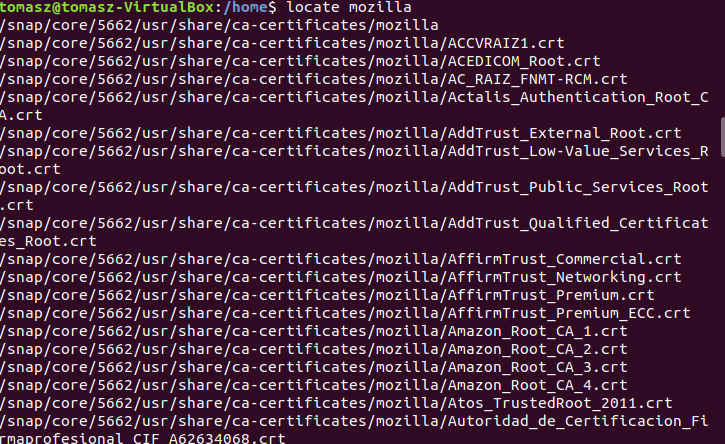 tomasz@tomasz-VirtualBox:/home$ locate mozilla
/snap/core/5662/usr/share/ca-certificates/mozilla
/snap/core/5662/usr/share/ca-certificates/mozilla/ACCVRAIZ1.crt
/snap/core/5662/usr/share/ca-certificates/mozilla/ACEDICOM_Root.crt
/snap/core/5662/usr/share/ca-certificates/mozilla/AC_RAIZ_FNMT-RCM.crt
/snap/core/5662/usr/share/ca-certificates/mozilla/Actalis_Authentication_Root_C
A.crt
/snap/core/5662/usr/share/ca-certificates/mozilla/AddTrust_External_Root.crt
/snap/core/5662/usr/share/ca-certificates/mozilla/AddTrust_Low-Value_Services_R
oot.crt
/snap/core/5662/usr/share/ca-certificates/mozilla/AddTrust_Public_Services_Root
.crt
/snap/core/5662/usr/share/ca-certificates/mozilla/AddTrust_Qualified_Certificat
es_Root.crt
/snap/core/5662/usr/share/ca-certificates/mozilla/AffirmTrust_Commercial.crt
/snap/core/5662/usr/share/ca-certificates/mozilla/AffirmTrust_Networking.crt
/snap/core/5662/usr/share/ca-certificates/mozilla/AffirmTrust_Premium.crt
/snap/core/5662/usr/share/ca-certificates/mozilla/AffirmTrust_Premium_ECC.crt
/snap/core/5662/usr/share/ca-certificates/mozilla/Amazon_Root_CA_1.crt
/snap/core/5662/usr/share/ca-certificates/mozilla/Amazon_Root_CA_2.crt
/snap/core/5662/usr/share/ca-certificates/mozilla/Amazon_Root_CA_3.crt
/snap/core/5662/usr/share/ca-certificates/mozilla/Amazon_Root_CA_4.crt
/snap/core/5662/usr/share/ca-certificates/mozilla/Atos_TrustedRoot_2011.crt
/snap/core/5662/usr/share/ca-certificates/mozilla/Autoridad_de_Certificacion_Fi
rmaprofesional_CIF_A62634068.crt